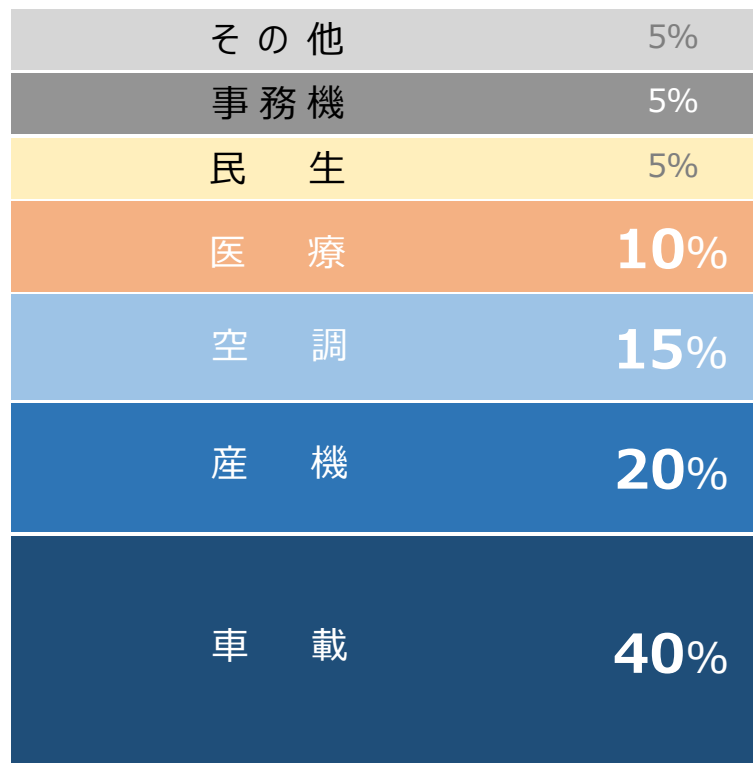 その他 5%
事務機 5%
民生 5%
医療 10%
空調 15%
産機 20%
車載 40%